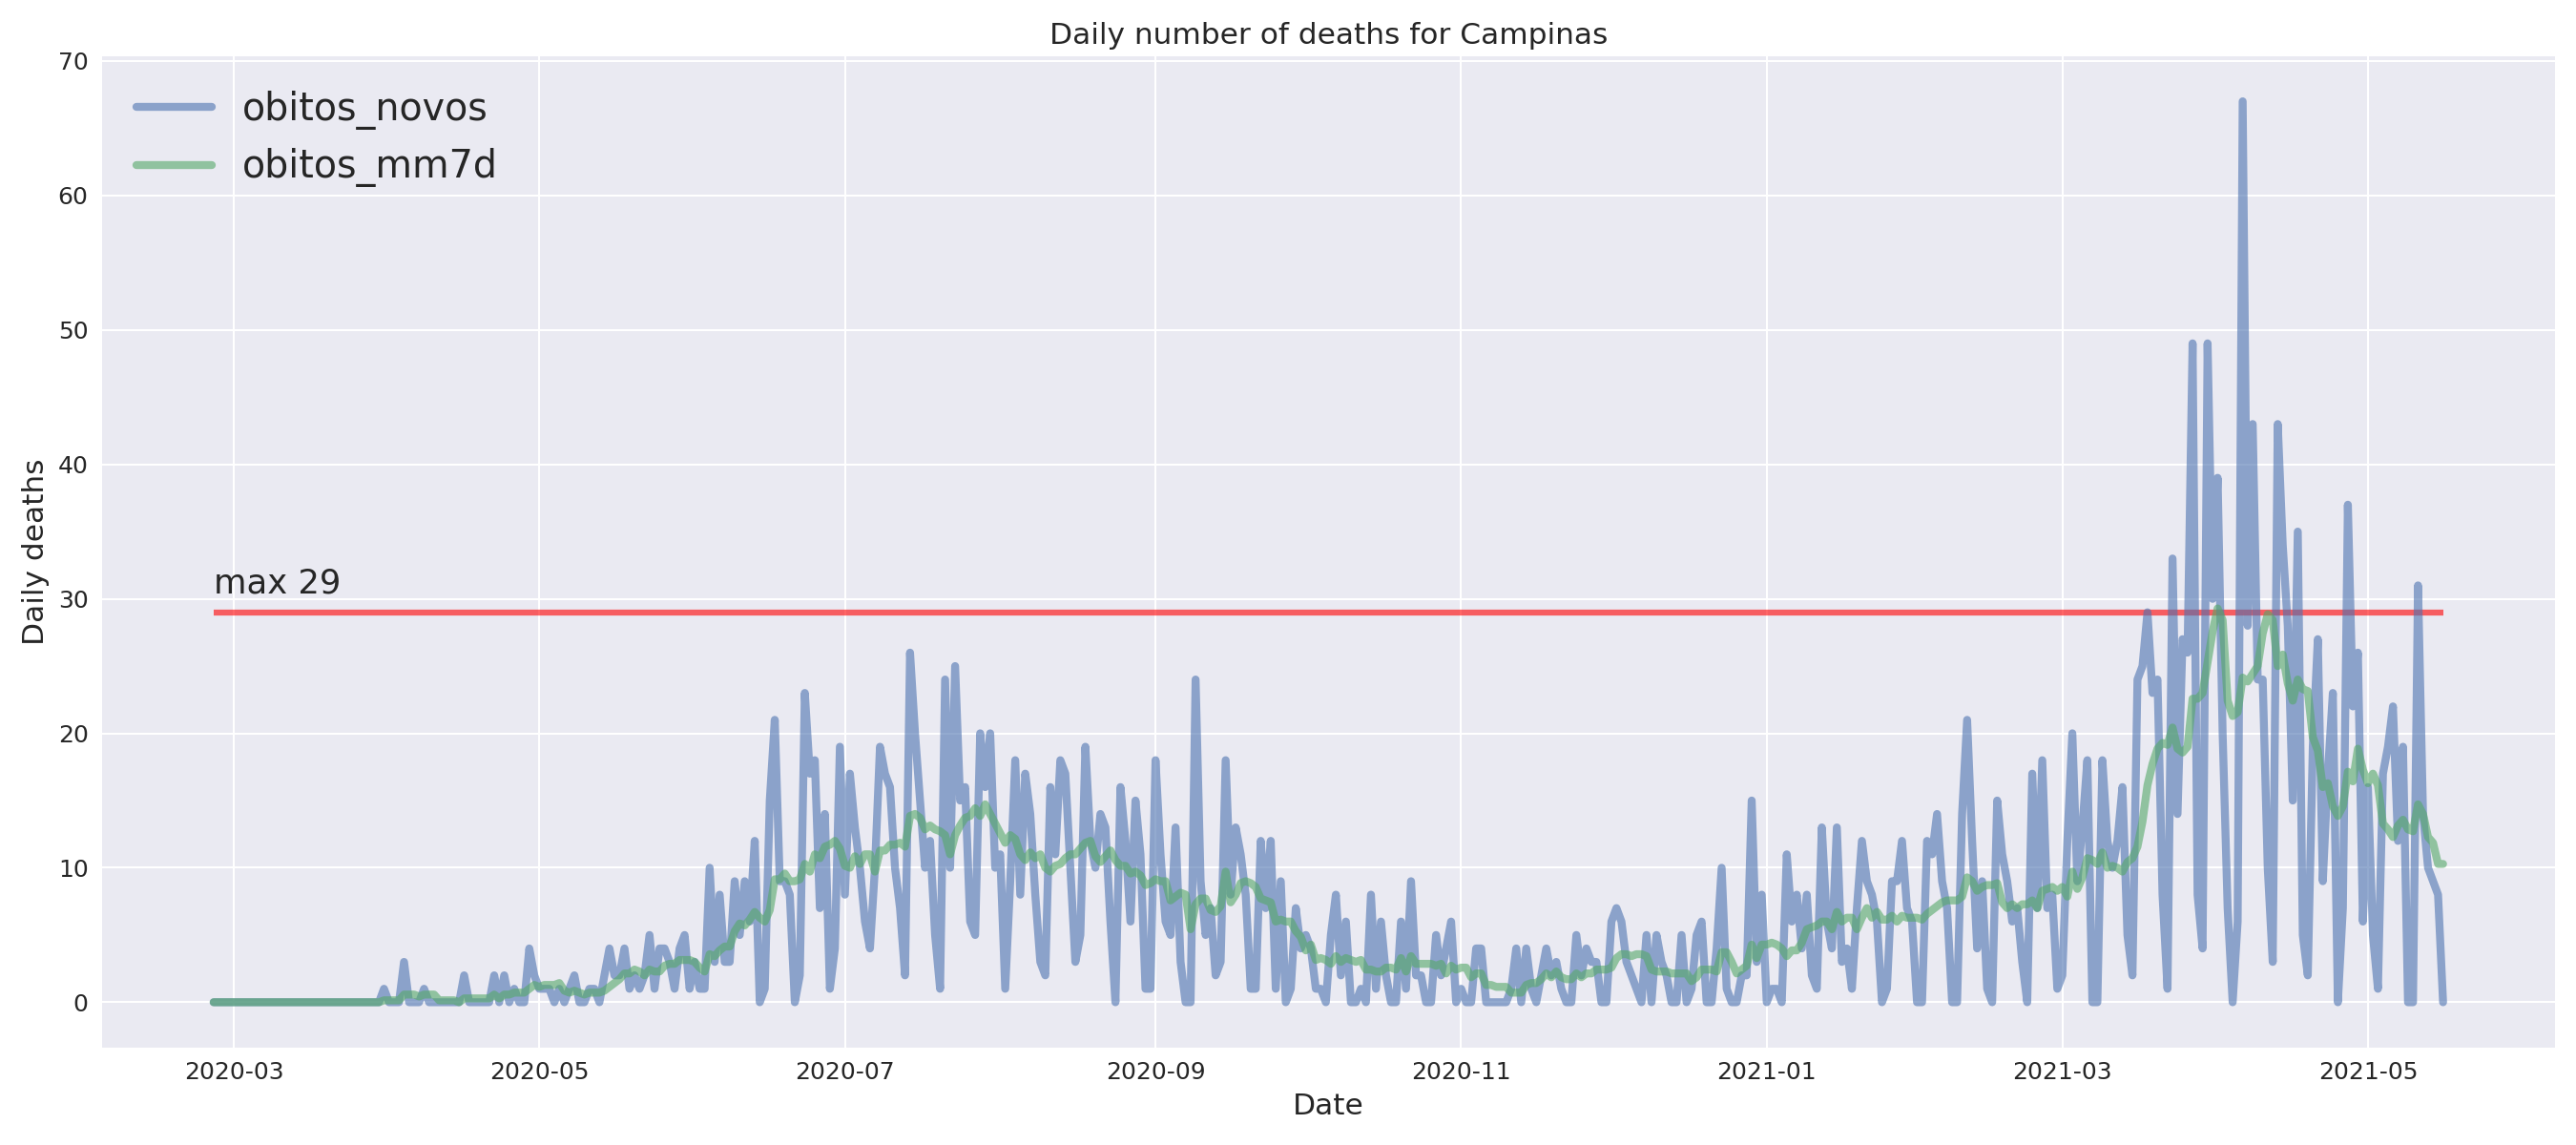 Daily number of deaths for Campinas
70
60
50
40
30
20
10
0
Daily deaths
obitos_novos
obitos_mm7d
max 29
2020-03
2020-05
2020-07
2020-09
2020-11
2021-01
2021-03
2021-05
Date